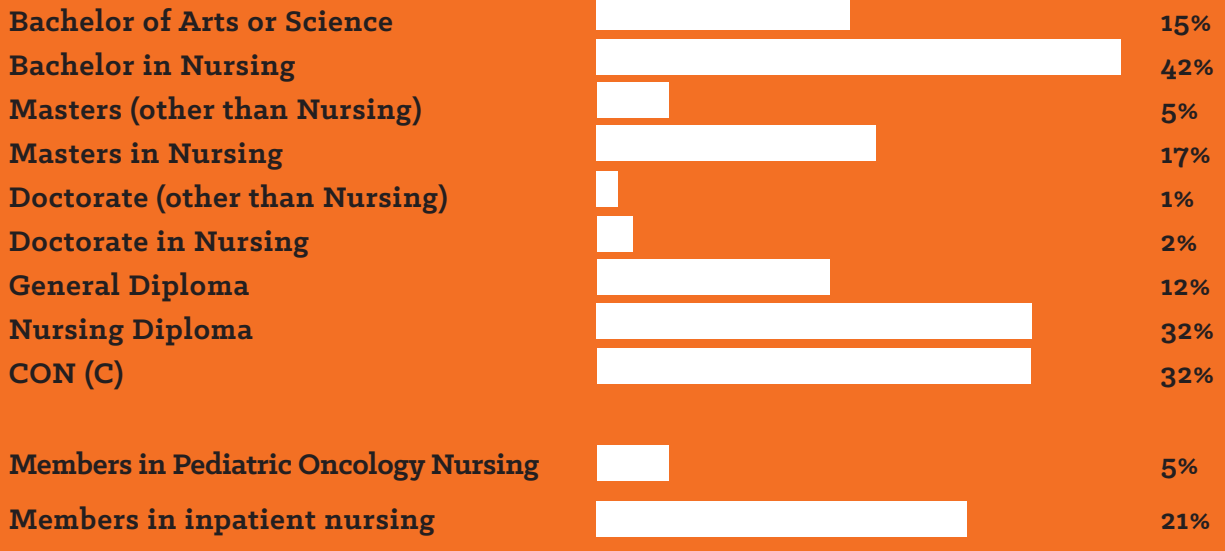 Bachelor of Arts or Science 15%
Bachelor in Nursing 42%
Masters (other than Nursing) 5%
Masters in Nursing 17%
Doctorate (other than Nursing) 1%
Doctorate in Nursing 2%
General Diploma 12%
Nursing Diploma 32%
CON (C) 32%
Members in Pediatric Oncology Nursing 5%
Members in inpatient nursing 21%